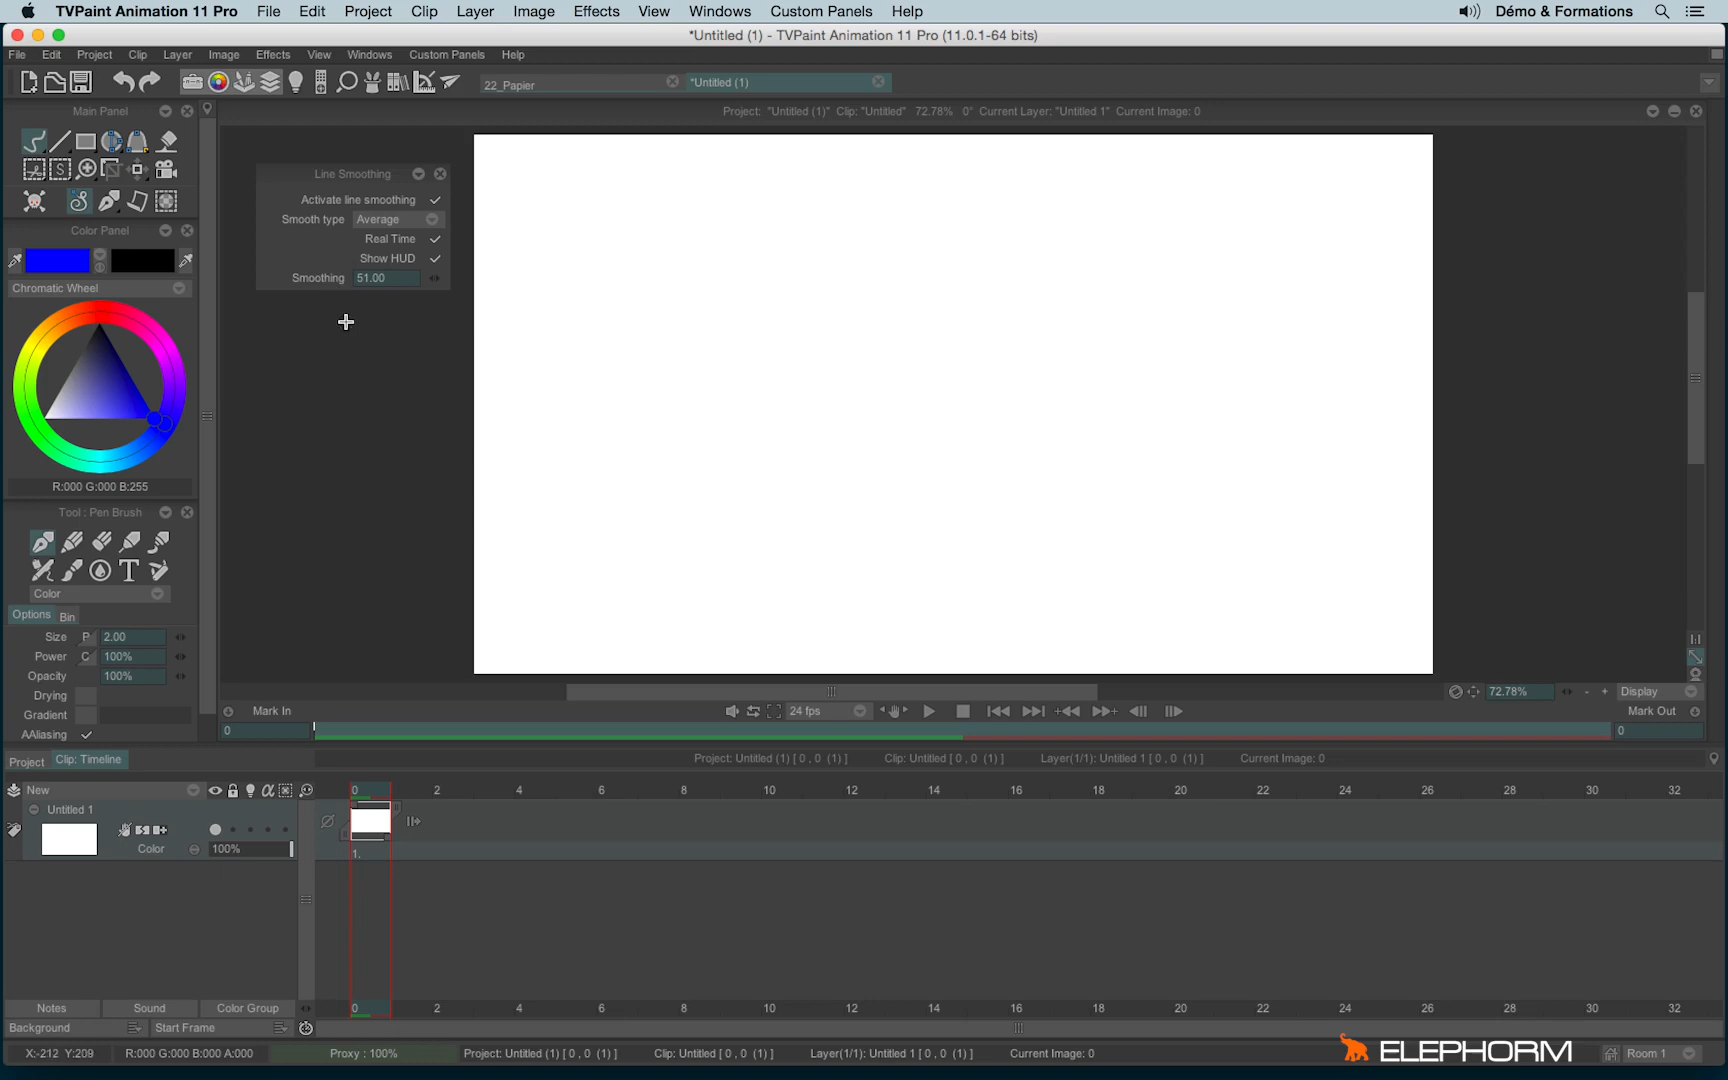 TVPaint Animation 11 Pro File Edit Project Clip Layer Image Effects View Windows Custom Panels Help Démo & Formations
*Untitled (1) - TVPaint Animation 11 Pro (11.0.1-64 bits)
File Edit Project Clip Layer Image Effects View Windows Custom Panels Help
22_Papier *Untitled (1)
Main Panel
Project: "Untitled (1)" Clip: "Untitled" 72.78% 0° Current Layer: "Untitled 1" Current Image: 0
Line Smoothing
Activate line smoothing
Smooth type Average
Real Time
Show HUD
Smoothing 51.00
Color Panel
Chromatic Wheel
R:000 G:000 B:255
Tool : Pen Brush
T
Color
Options Bin
Size P 2.00
Power C 100%
Opacity 100%
Drying
Gradient
AAliasing
72.78% - + Display
Mark In 24 fps Mark Out
0 0
Project Clip: Timeline
Project: Untitled (1) [ 0 , 0 (1) ] Clip: Untitled [ 0 , 0 (1) ] Layer(1/1): Untitled 1 [ 0 , 0 (1) ] Current Image: 0
New 0 2 4 6 8 10 12 14 16 18 20 22 24 26 28 30 32
Untitled 1
Color 100%
1.
Notes Sound Color Group 0 2 4 6 8 10 12 14 16 18 20 22 24 26 28 30 32
Background Start Frame
X:-212 Y:209 R:000 G:000 B:000 A:000 Proxy : 100% Project: Untitled (1) [ 0 , 0 (1) ] Clip: Untitled [ 0 , 0 (1) ] Layer(1/1): Untitled 1 [ 0 , 0 (1) ] Current Image: 0 ELEPHORM Room 1